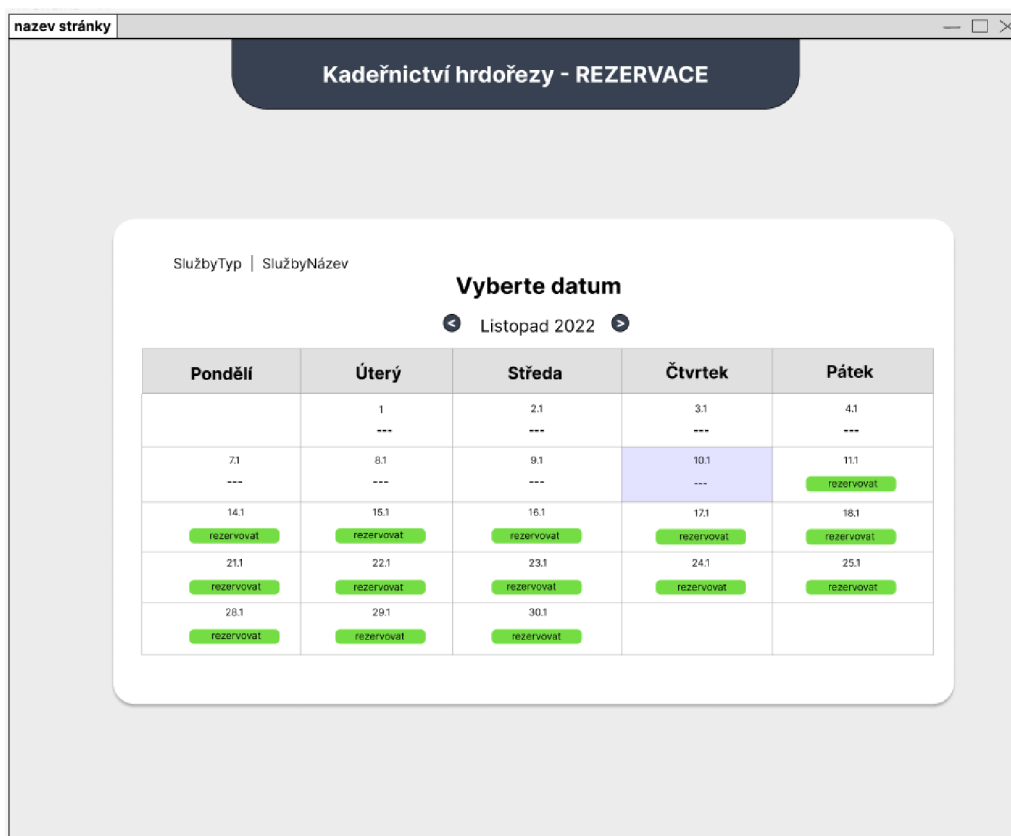 nazev stránky
Kadeřnictví hrdořezy - REZERVACE
SlužbyTyp | SlužbyNázev
Vyberte datum
< Listopad 2022 >
Pondělí Úterý Středa Čtvrtek Pátek
1 2.1 3.1 4.1
--- --- --- ---
7.1 8.1 9.1 10.1 11.1
--- --- --- --- rezervovat
14.1 15.1 16.1 17.1 18.1
rezervovat rezervovat rezervovat rezervovat rezervovat
21.1 22.1 23.1 24.1 25.1
rezervovat rezervovat rezervovat rezervovat rezervovat
28.1 29.1 30.1
rezervovat rezervovat rezervovat